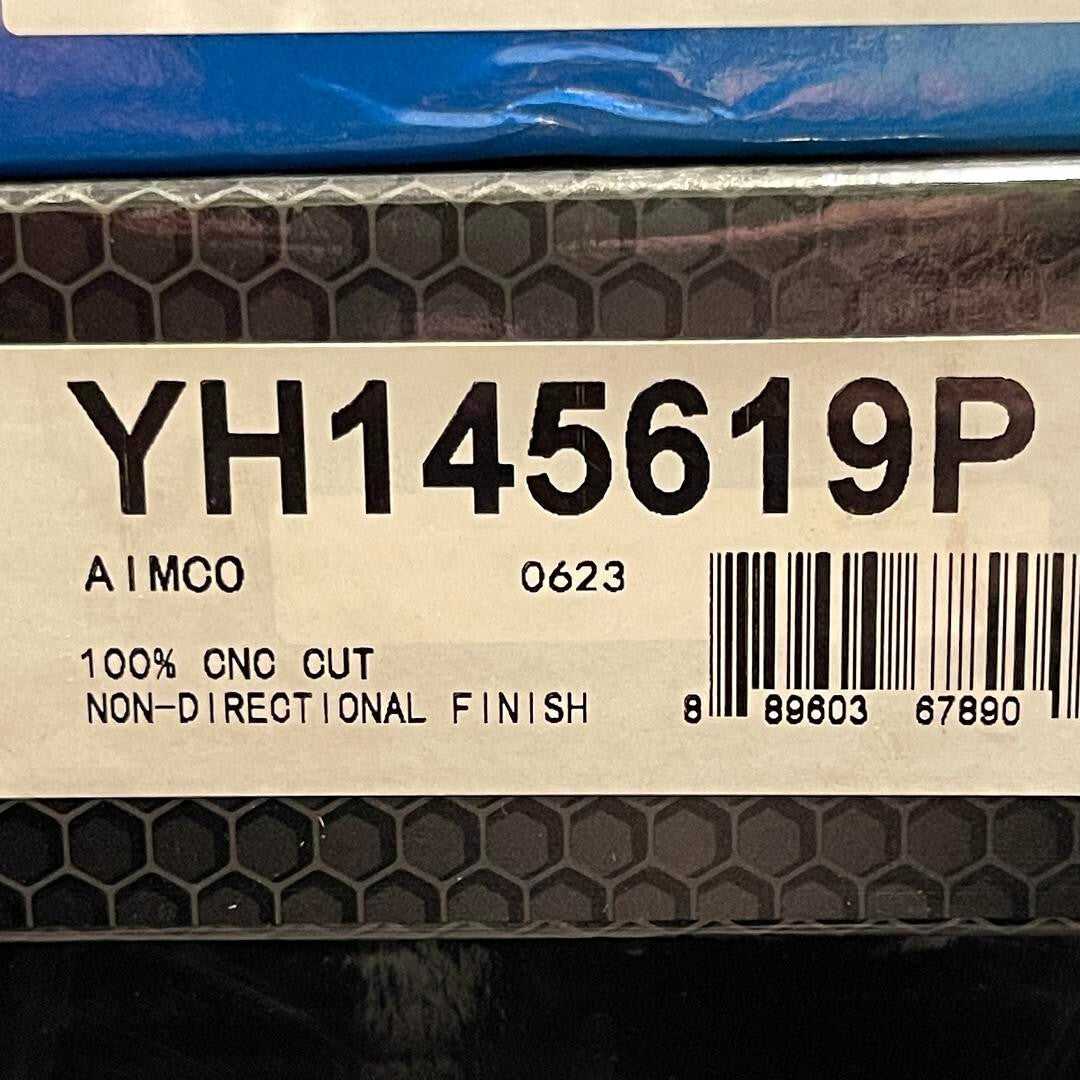 YH145619P
AIMCO 0623
100% CNC CUT
NON-DIRECTIONAL FINISH
8 89603 67890